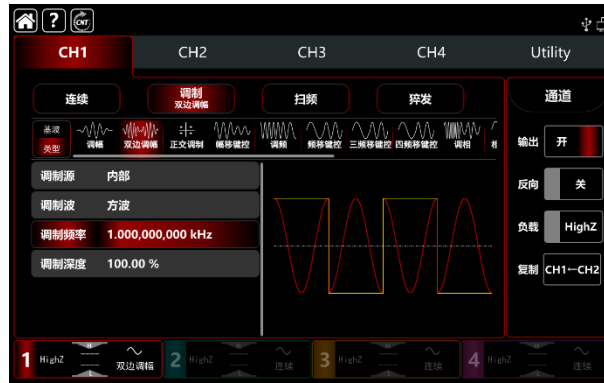 ? CNT
CH1 CH2 CH3 CH4 Utility
连续 调制 扫频 猝发 通道
双边调幅
基波
类型 调幅 双边调幅 正交调制 幅移键控 调频 频移键控 三频移键控 四频移键控 调相
输出 开
调制源 内部
反向 关
调制波 方波
负载 HighZ
调制频率 1.000,000,000 kHz
调制深度 100.00 %
复制 CH1←CH2
1 HighZ 双边调幅 2 HighZ 连续 3 HighZ 连续 4 HighZ 连续